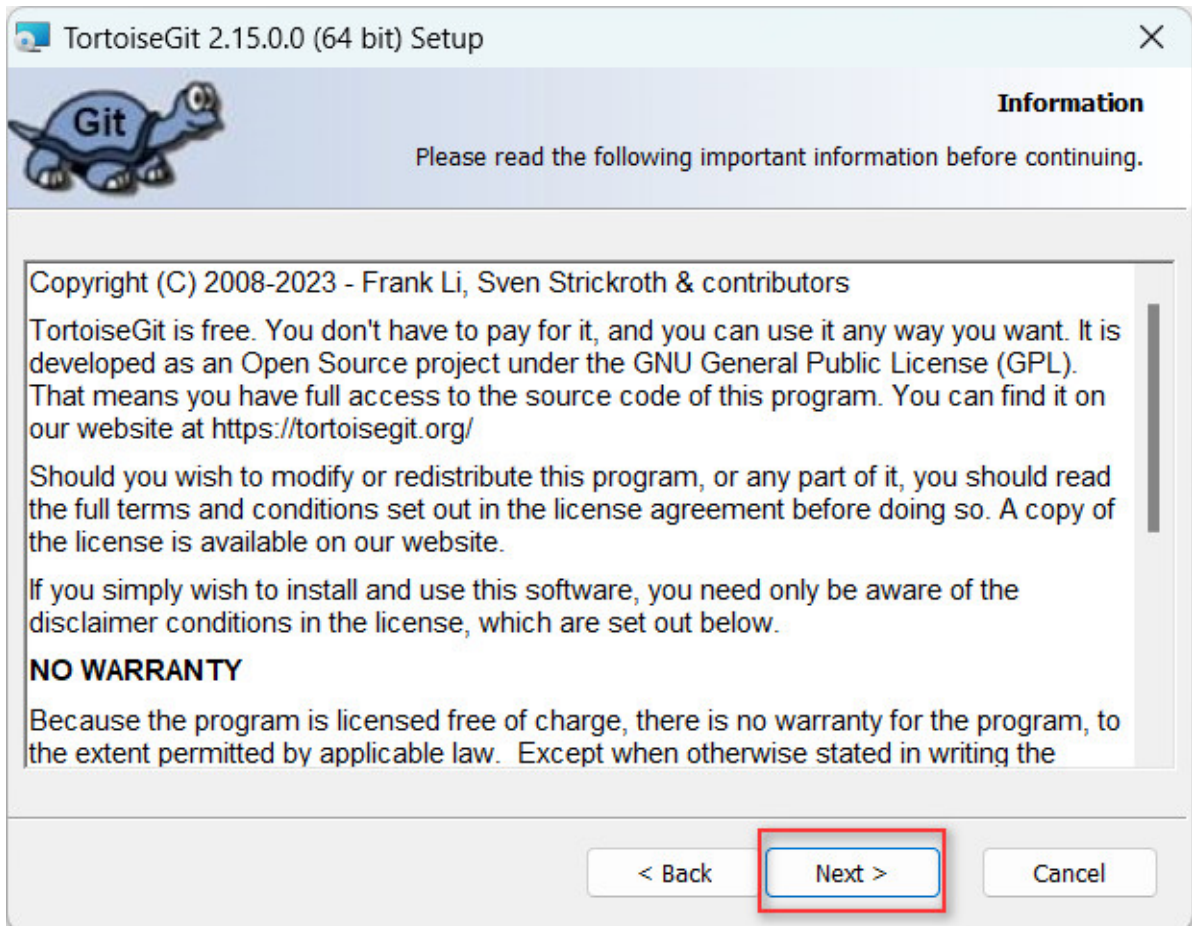 TortoiseGit 2.15.0.0 (64 bit) Setup
Git
Information
Please read the following important information before continuing.
Copyright (C) 2008-2023 - Frank Li, Sven Strickroth & contributors
TortoiseGit is free. You don't have to pay for it, and you can use it any way you want. It is
developed as an Open Source project under the GNU General Public License (GPL).
That means you have full access to the source code of this program. You can find it on
our website at https://tortoisegit.org/
Should you wish to modify or redistribute this program, or any part of it, you should read
the full terms and conditions set out in the license agreement before doing so. A copy of
the license is available on our website.
If you simply wish to install and use this software, you need only be aware of the
disclaimer conditions in the license, which are set out below.
NO WARRANTY
Because the program is licensed free of charge, there is no warranty for the program, to
the extent permitted by applicable law.  Except when otherwise stated in writing the
< Back
Next >
Cancel